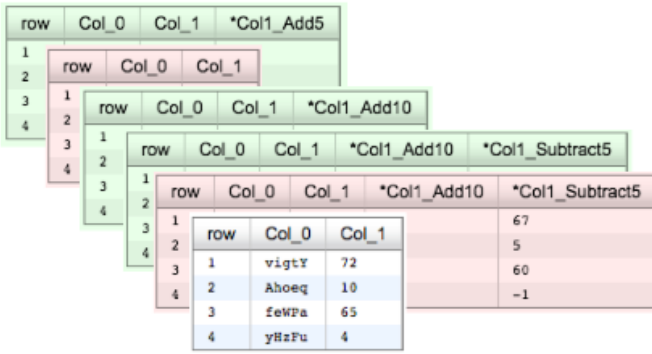 row Col_0 Col_1 *Col1_Add5
1
2
3
4
row Col_0 Col_1
1
2
3
4
row Col_0 Col_1 *Col1_Add10
1
2
3
4
row Col_0 Col_1 *Col1_Add10 *Col1_Subtract5
1
2
3
4
row Col_0 Col_1 *Col1_Add10 *Col1_Subtract5
1 67
2 5
3 60
4 -1
row Col_0 Col_1
1 vigtY 72
2 Ahoeq 10
3 feWPa 65
4 yHzFu 4